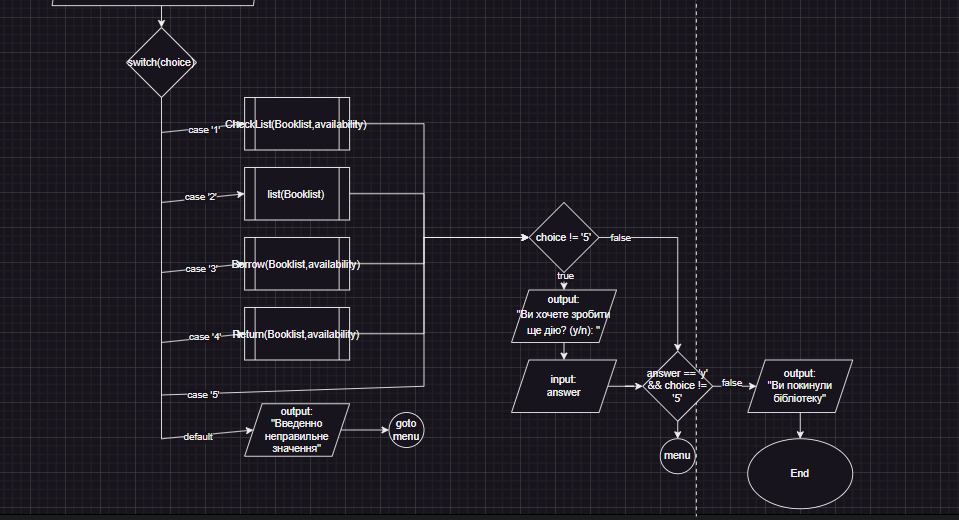 switch(choice)
case '1'
CheckList(Booklist,availability)
case '2'
list(Booklist)
case '3'
Borrow(Booklist,availability)
case '4'
Return(Booklist,availability)
case '5'
default
output:
"Введенно
неправильне
значення"
goto
menu
choice != '5'
false
true
output:
"Ви хочете зробити
ще дію? (y/n): "
input:
answer
answer == 'y'
&& choice !=
'5'
false
menu
output:
"Ви покинули
бібліотеку"
End